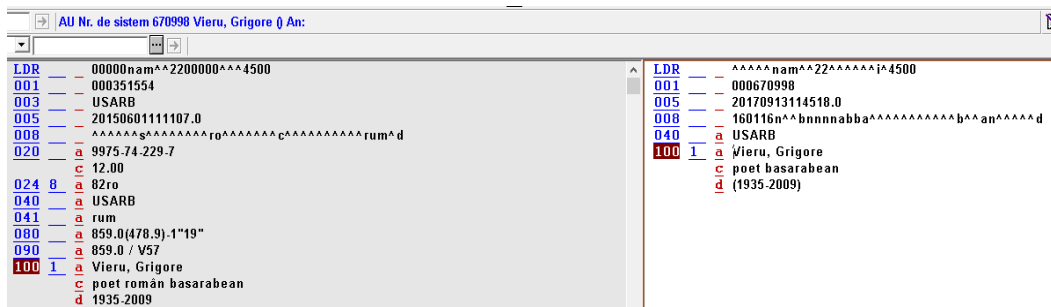 AU Nr. de sistem 670998 Vieru, Grigore () An:
LDR _ 00000nam^^2200000^^^4500
001 _ 000351554
003 _ USARB
005 _ 20150601111107.0
008 _ ^^^^^^s^^^^^^^^ro^^^^^^^c^^^^^^^^^^rum^d
020 a 9975-74-229-7
c 12.00
024 8 a 82ro
040 a USARB
041 a rum
080 a 859.0(478.9)-1"19"
090 a 859.0 / V57
100 1 a Vieru, Grigore
c poet român basarabean
d 1935-2009
LDR _ ^^^^^nam^^22^^^^^^i^4500
001 _ 000670998
005 _ 20170913114518.0
008 _ 160116n^^bnnnnabba^^^^^^^^^^^b^^an^^^^^d
040 a USARB
100 1 a Vieru, Grigore
c poet basarabean
d (1935-2009)